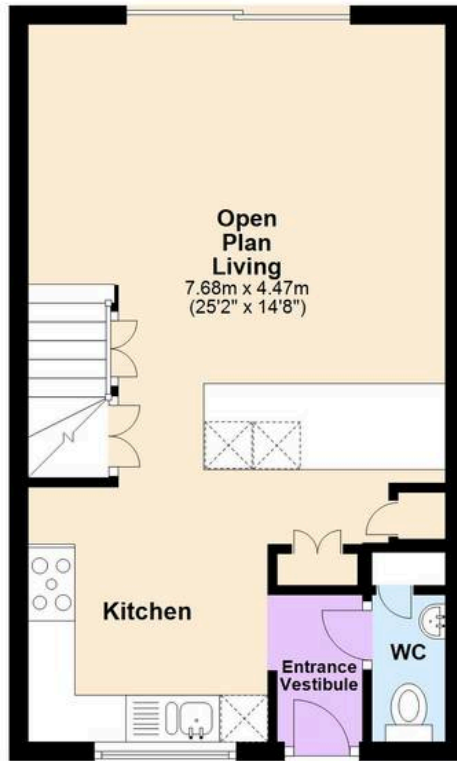 Open
Plan
Living
7.68m x 4.47m
(25'2" x 14'8")
Kitchen
Entrance
Vestibule
WC